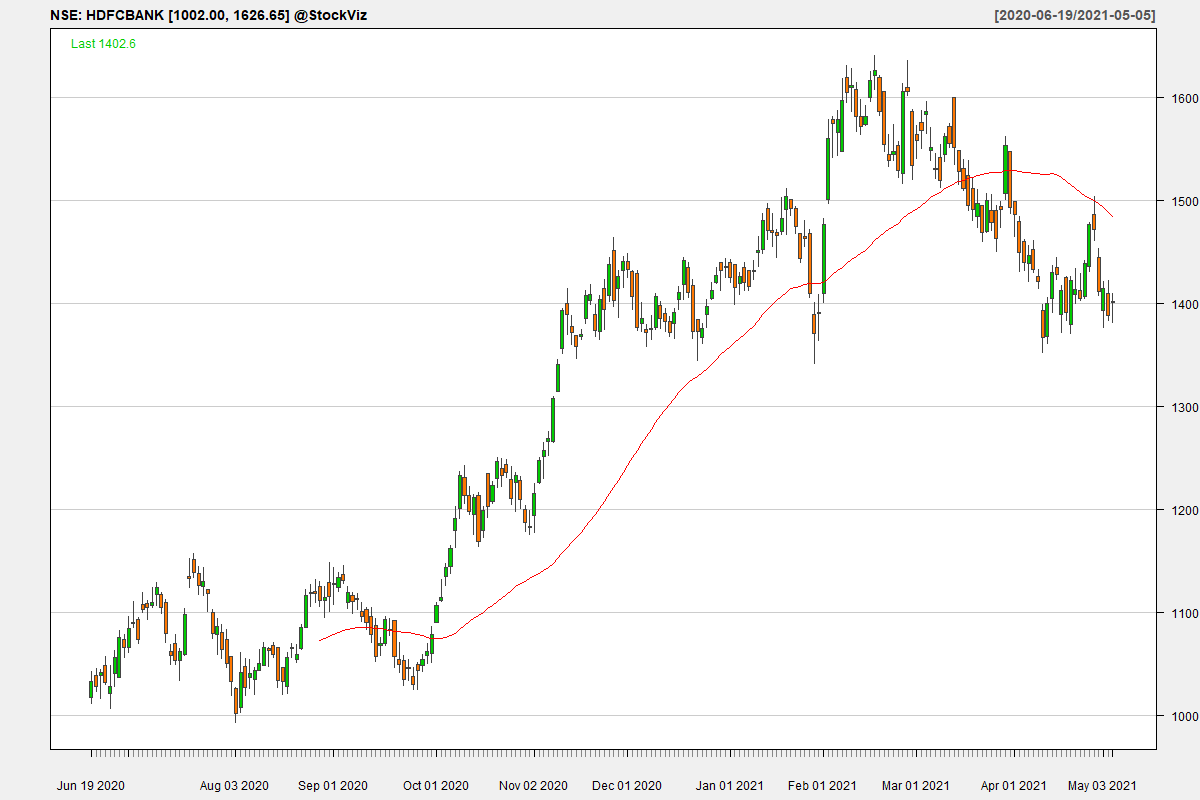 NSE: HDFCBANK [1002.00, 1626.65] @StockViz [2020-06-19/2021-05-05]
Last 1402.6
1600
1500
1400
1300
1200
1100
1000
Jun 19 2020 Aug 03 2020 Sep 01 2020 Oct 01 2020 Nov 02 2020 Dec 01 2020 Jan 01 2021 Feb 01 2021 Mar 01 2021 Apr 01 2021 May 03 2021